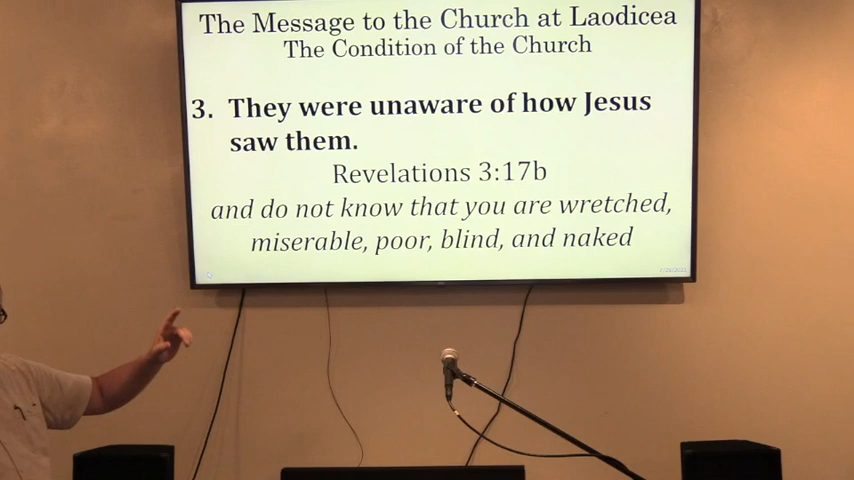 The Message to the Church at Laodicea
The Condition of the Church
3. They were unaware of how Jesus
saw them.
Revelations 3:17b
and do not know that you are wretched,
miserable, poor, blind, and naked